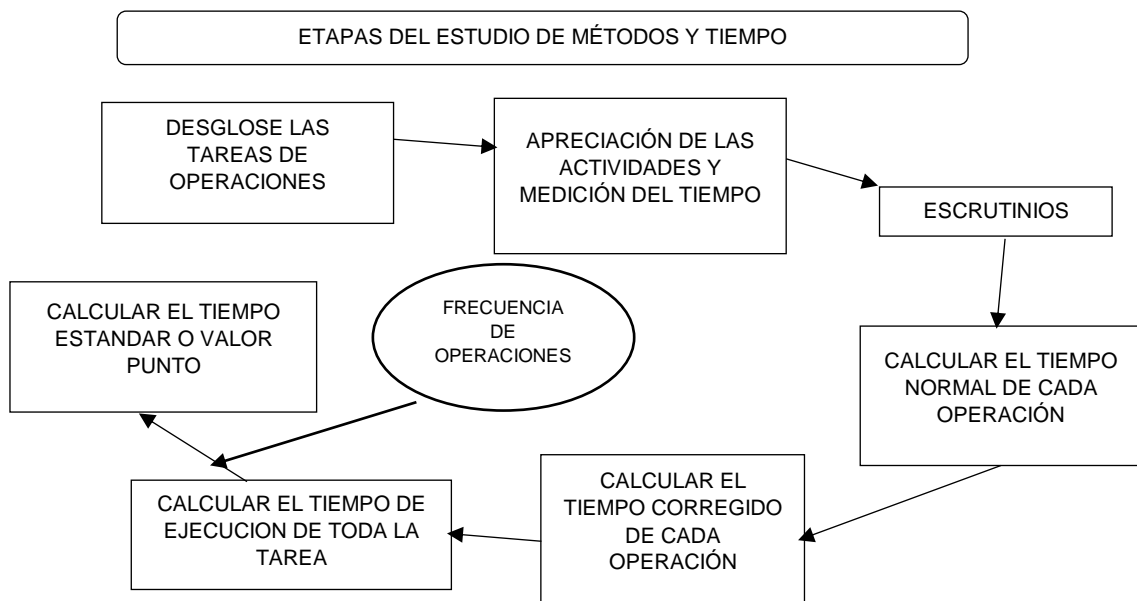 ETAPAS DEL ESTUDIO DE MÉTODOS Y TIEMPO
DESGLOSE LAS
TAREAS DE
OPERACIONES
APRECIACIÓN DE LAS
ACTIVIDADES Y
MEDICIÓN DEL TIEMPO
ESCRUTINIOS
CALCULAR EL TIEMPO
NORMAL DE CADA
OPERACIÓN
CALCULAR EL
TIEMPO CORREGIDO
DE CADA
OPERACIÓN
CALCULAR EL TIEMPO DE
EJECUCION DE TODA LA
TAREA
FRECUENCIA
DE
OPERACIONES
CALCULAR EL TIEMPO
ESTANDAR O VALOR
PUNTO